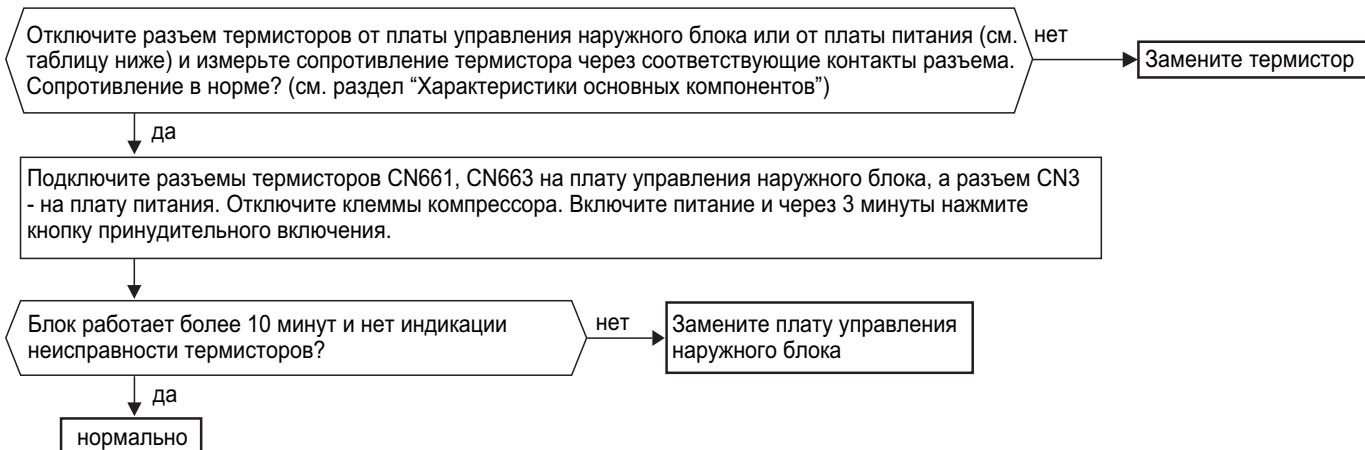 Отключите разъем термисторов от платы управления наружного блока или от платы питания (см.
таблицу ниже) и измерьте сопротивление термистора через соответствующие контакты разъема.
Сопротивление в норме? (см. раздел “Характеристики основных компонентов”)
нет
Замените термистор
да
Подключите разъемы термисторов CN661, CN663 на плату управления наружного блока, а разъем CN3
- на плату питания. Отключите клеммы компрессора. Включите питание и через 3 минуты нажмите
кнопку принудительного включения.
Блок работает более 10 минут и нет индикации
неисправности термисторов?
нет
Замените плату управления
наружного блока
да
нормально